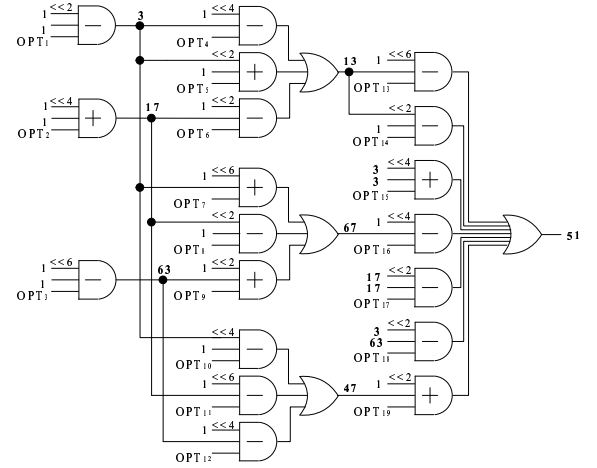 1 <<2
1 −
OPT1
3
1 <<4
1 +
OPT2
17
1 <<6
1 −
OPT3
63
1 <<4
−
OPT4
<<2
1 +
OPT5
1 <<2
−
OPT6
13
1 <<6
+
OPT7
<<2
1 −
OPT8
1 <<2
+
OPT9
67
<<4
1 −
OPT10
1 <<6
−
OPT11
1 <<4
−
OPT12
47
1 <<6
−
OPT13
<<2
1 −
OPT14
3 <<4
3 +
OPT15
1 <<4
−
OPT16
17 <<2
17 −
OPT17
3 <<2
63 −
OPT18
1 <<2
+
OPT19
51